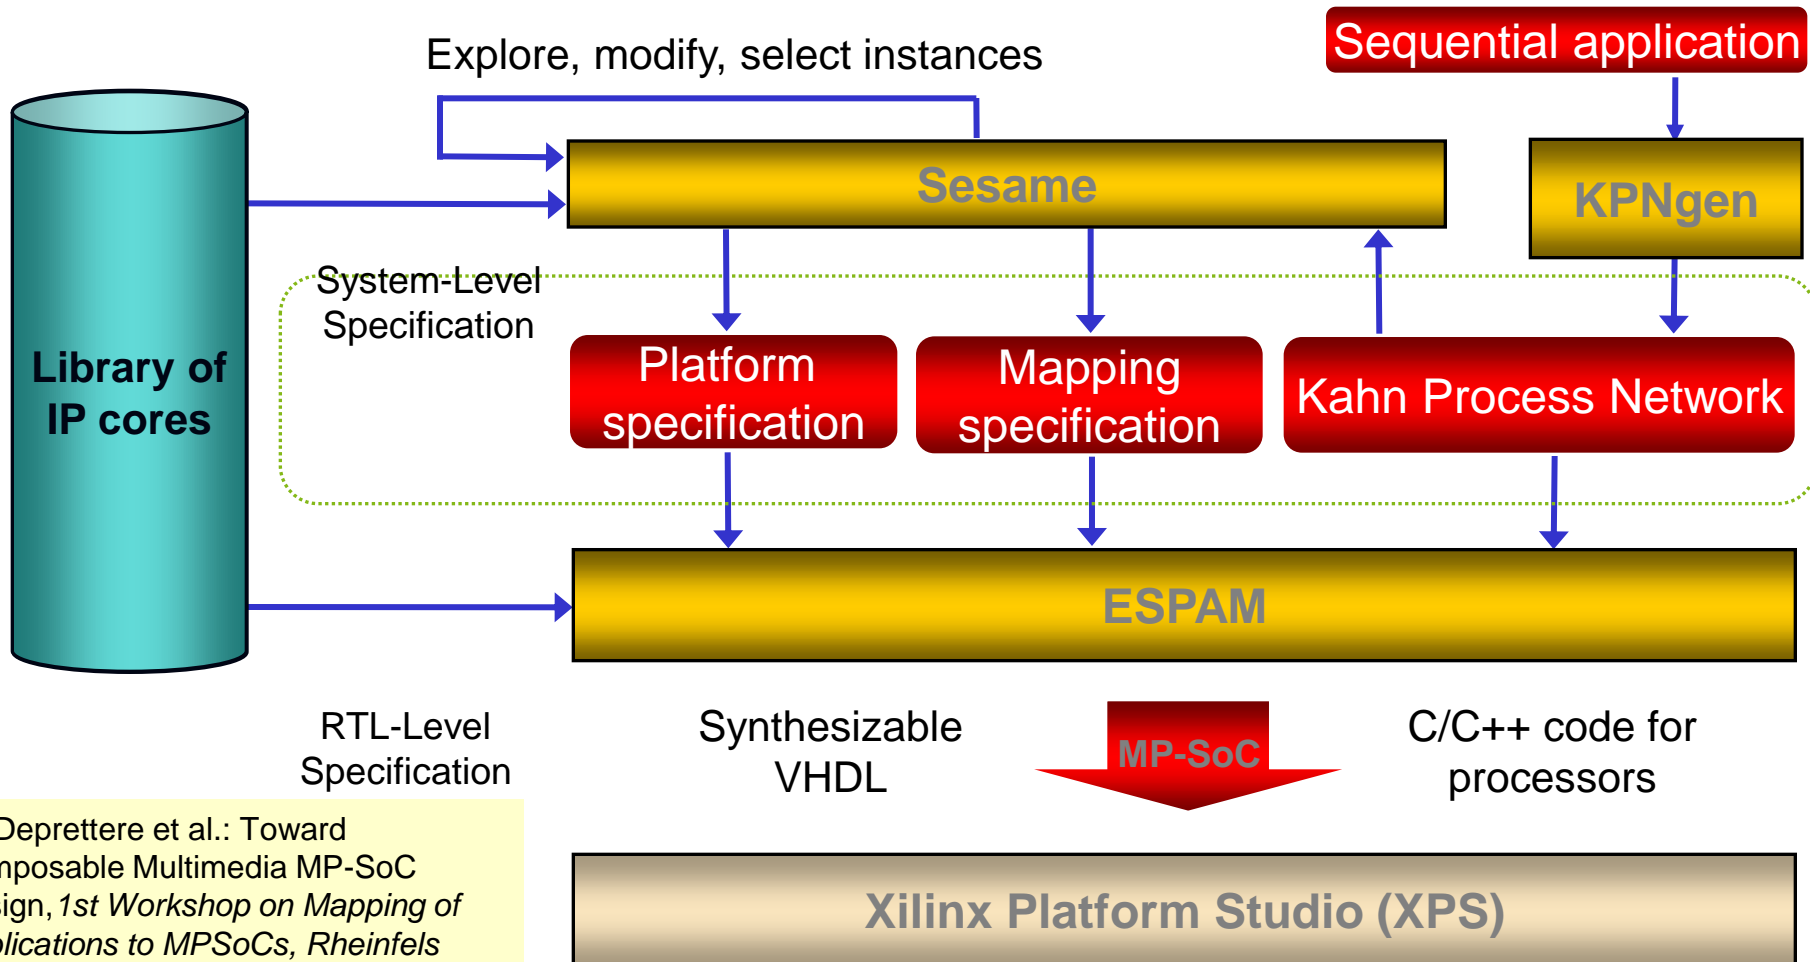 Sequential application
Explore, modify, select instances
Sesame
KPNgen
System-Level
Specification
Library of
IP cores
Platform
specification
Mapping
specification
Kahn Process Network
ESPAM
RTL-Level
Specification
Synthesizable
VHDL
MP-SoC
C/C++ code for
processors
Deprettere et al.: Toward
mposable Multimedia MP-SoC
sign, 1st Workshop on Mapping of
plications to MPSoCs, Rheinfels
Xilinx Platform Studio (XPS)